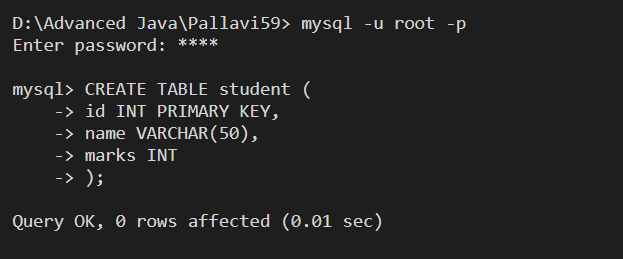 D:\Advanced Java\Pallavi59> mysql -u root -p
Enter password: ****
mysql> CREATE TABLE student (
-> id INT PRIMARY KEY,
-> name VARCHAR(50),
-> marks INT
-> );
Query OK, 0 rows affected (0.01 sec)